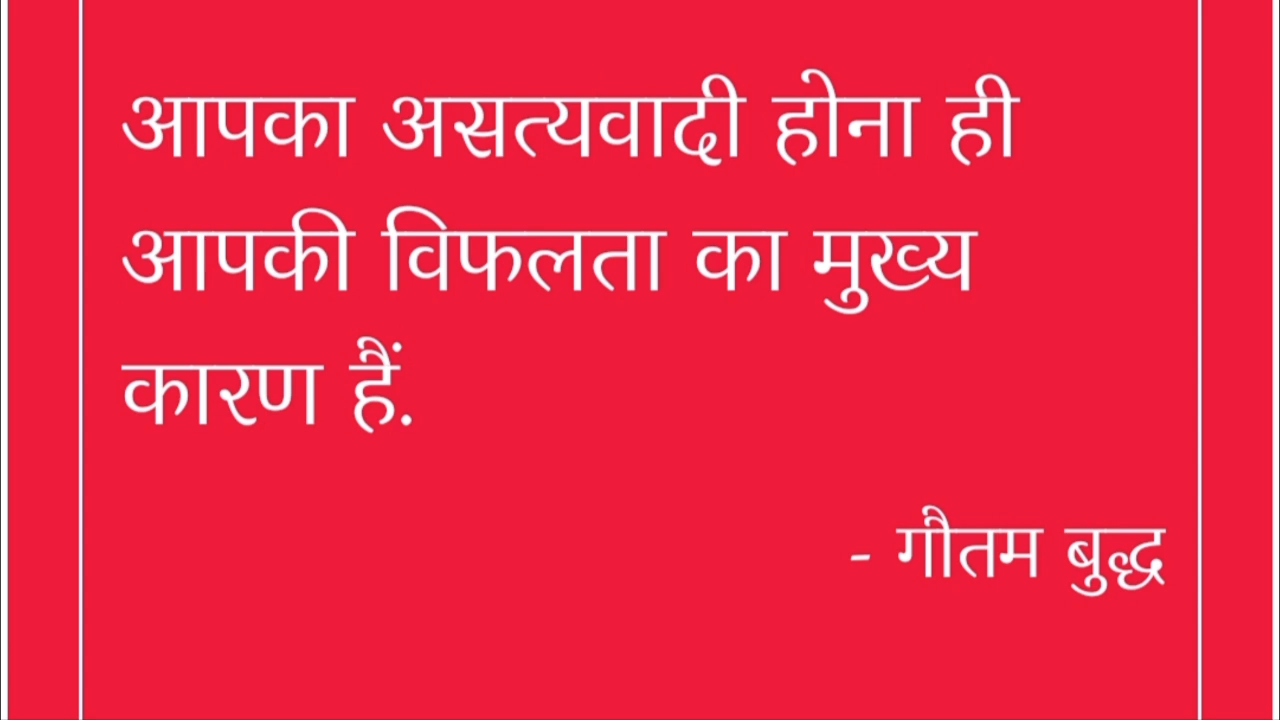 आपका असत्यवादी होना ही
आपकी विफलता का मुख्य
कारण हैं.
- गौतम बुद्ध